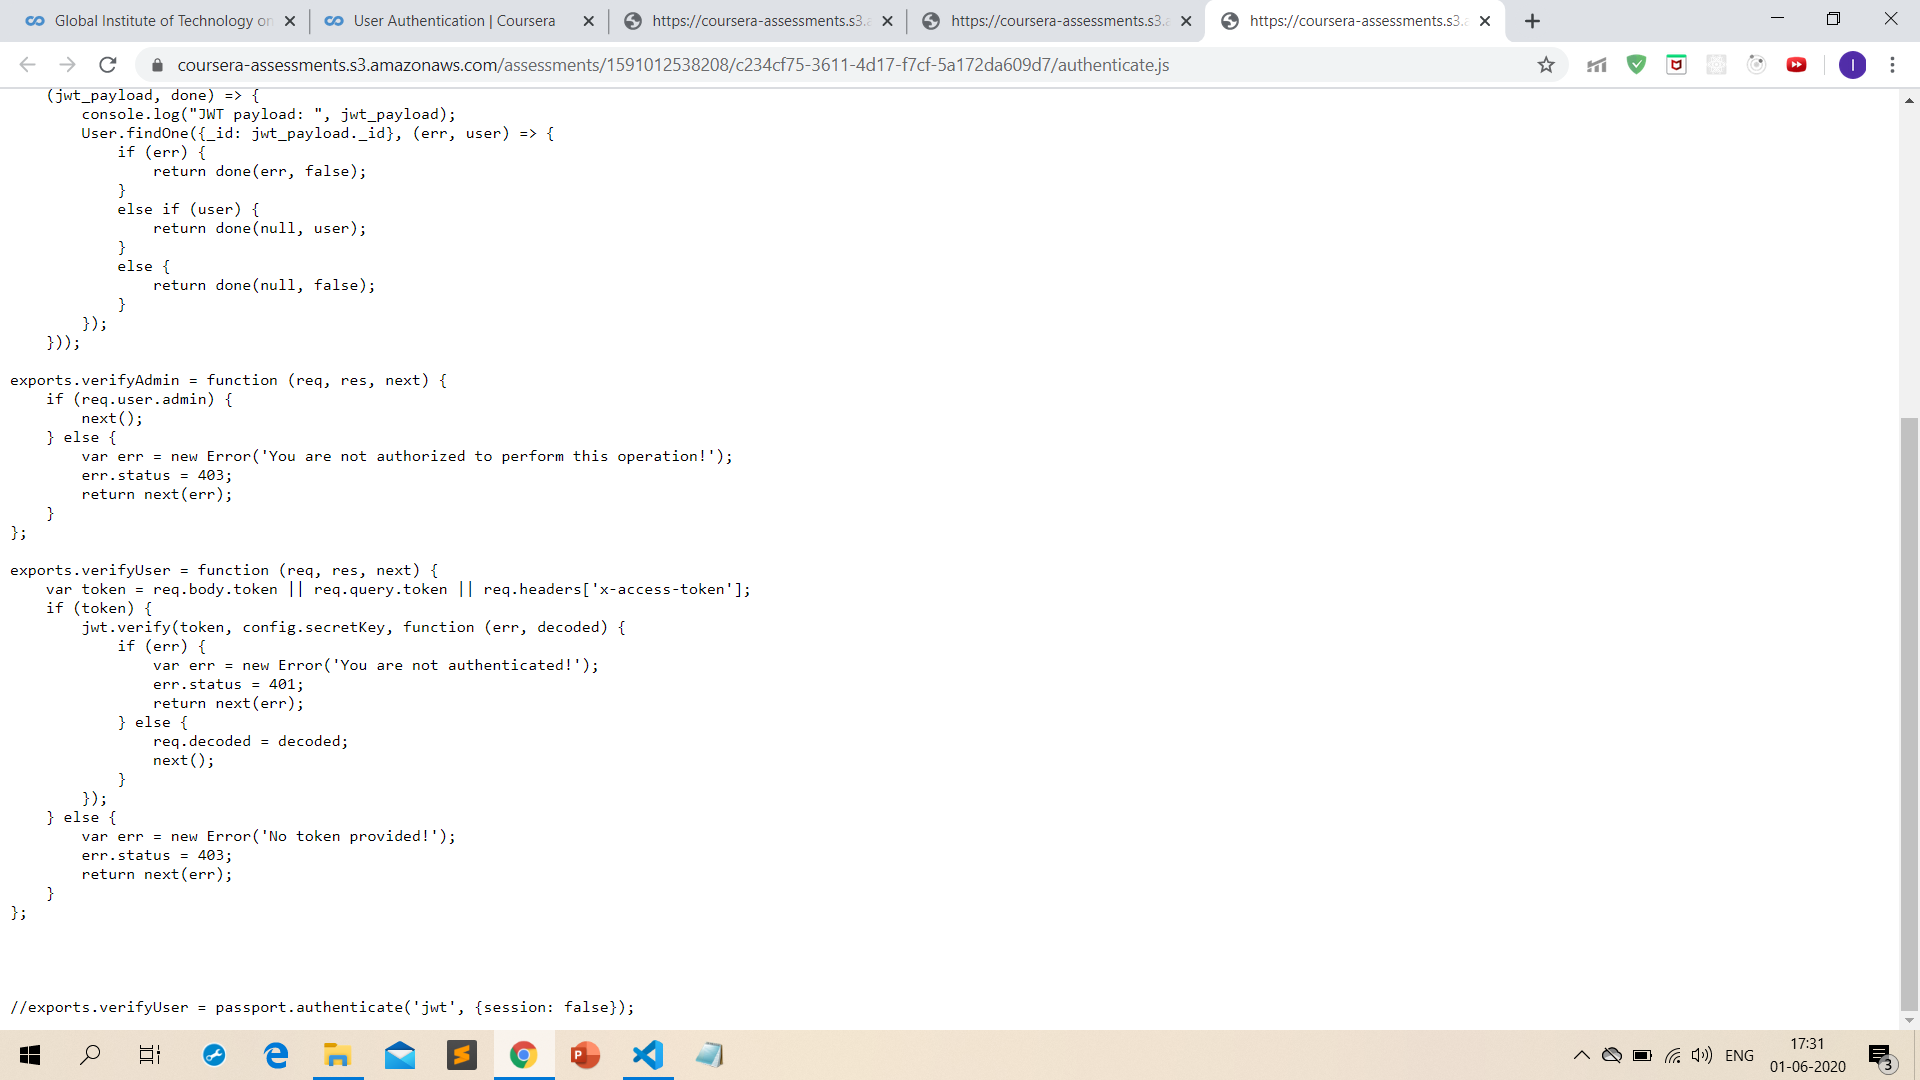 Global Institute of Technology on
User Authentication | Coursera
https://coursera-assessments.s3.a
https://coursera-assessments.s3.a
https://coursera-assessments.s3.a
coursera-assessments.s3.amazonaws.com/assessments/1591012538208/c234cf75-3611-4d17-f7cf-5a172da609d7/authenticate.js
I
(jwt_payload, done) => {
console.log("JWT payload: ", jwt_payload);
User.findOne({_id: jwt_payload._id}, (err, user) => {
if (err) {
return done(err, false);
}
else if (user) {
return done(null, user);
}
else {
return done(null, false);
}
});
}));
exports.verifyAdmin = function (req, res, next) {
if (req.user.admin) {
next();
} else {
var err = new Error('You are not authorized to perform this operation!');
err.status = 403;
return next(err);
}
};
exports.verifyUser = function (req, res, next) {
var token = req.body.token || req.query.token || req.headers['x-access-token'];
if (token) {
jwt.verify(token, config.secretKey, function (err, decoded) {
if (err) {
var err = new Error('You are not authenticated!');
err.status = 401;
return next(err);
} else {
req.decoded = decoded;
next();
}
});
} else {
var err = new Error('No token provided!');
err.status = 403;
return next(err);
}
};
//exports.verifyUser = passport.authenticate('jwt', {session: false});
ENG
17:31
01-06-2020
3